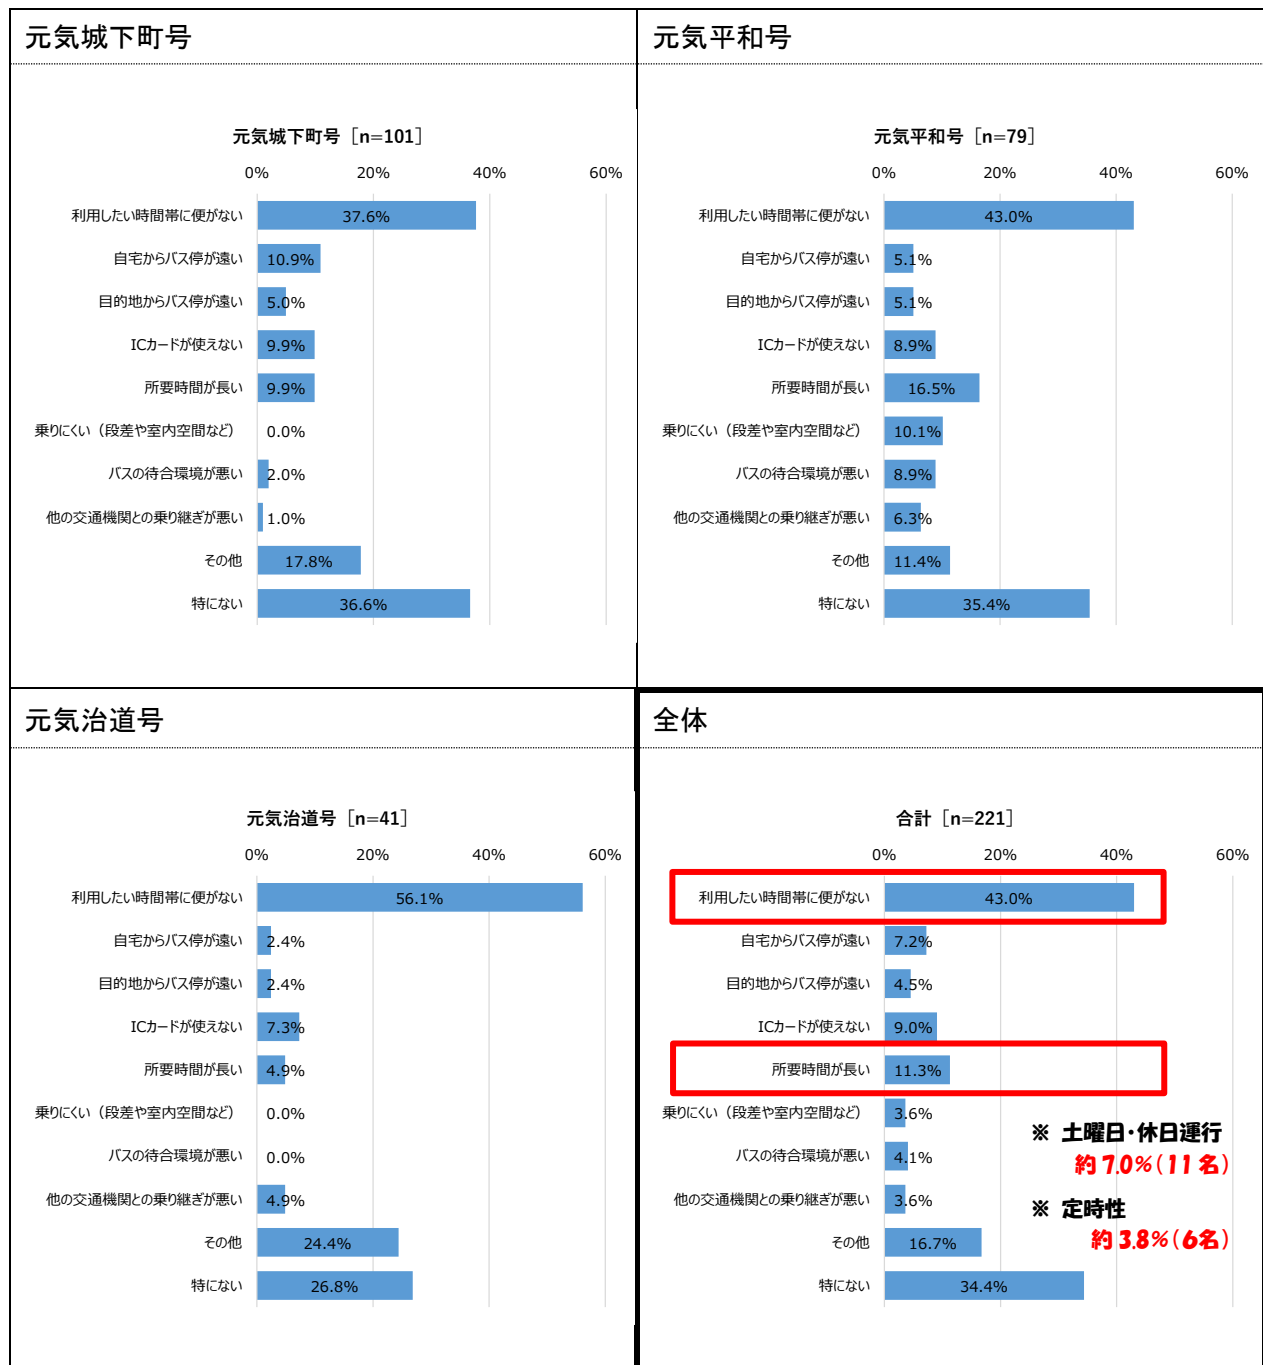 元気城下町号
元気城下町号［n=101］
0% 20% 40% 60%
利用したい時間帯に便がない 37.6%
自宅からバス停が遠い 10.9%
目的地からバス停が遠い 5.0%
ICカードが使えない 9.9%
所要時間が長い 9.9%
乗りにくい（段差や室内空間など） 0.0%
バスの待合環境が悪い 2.0%
他の交通機関との乗り継ぎが悪い 1.0%
その他 17.8%
特にない 36.6%
元気平和号
元気平和号［n=79］
0% 20% 40% 60%
利用したい時間帯に便がない 43.0%
自宅からバス停が遠い 5.1%
目的地からバス停が遠い 5.1%
ICカードが使えない 8.9%
所要時間が長い 16.5%
乗りにくい（段差や室内空間など） 10.1%
バスの待合環境が悪い 8.9%
他の交通機関との乗り継ぎが悪い 6.3%
その他 11.4%
特にない 35.4%
元気治道号
元気治道号［n=41］
0% 20% 40% 60%
利用したい時間帯に便がない 56.1%
自宅からバス停が遠い 2.4%
目的地からバス停が遠い 2.4%
ICカードが使えない 7.3%
所要時間が長い 4.9%
乗りにくい（段差や室内空間など） 0.0%
バスの待合環境が悪い 0.0%
他の交通機関との乗り継ぎが悪い 4.9%
その他 24.4%
特にない 26.8%
全体
合計［n=221］
0% 20% 40% 60%
利用したい時間帯に便がない 43.0%
自宅からバス停が遠い 7.2%
目的地からバス停が遠い 4.5%
ICカードが使えない 9.0%
所要時間が長い 11.3%
乗りにくい（段差や室内空間など） 3.6%
バスの待合環境が悪い 4.1%
他の交通機関との乗り継ぎが悪い 3.6%
その他 16.7%
特にない 34.4%
※ 土曜日・休日運行
約7.0%（11名）
※ 定時性
約3.8%（6名）